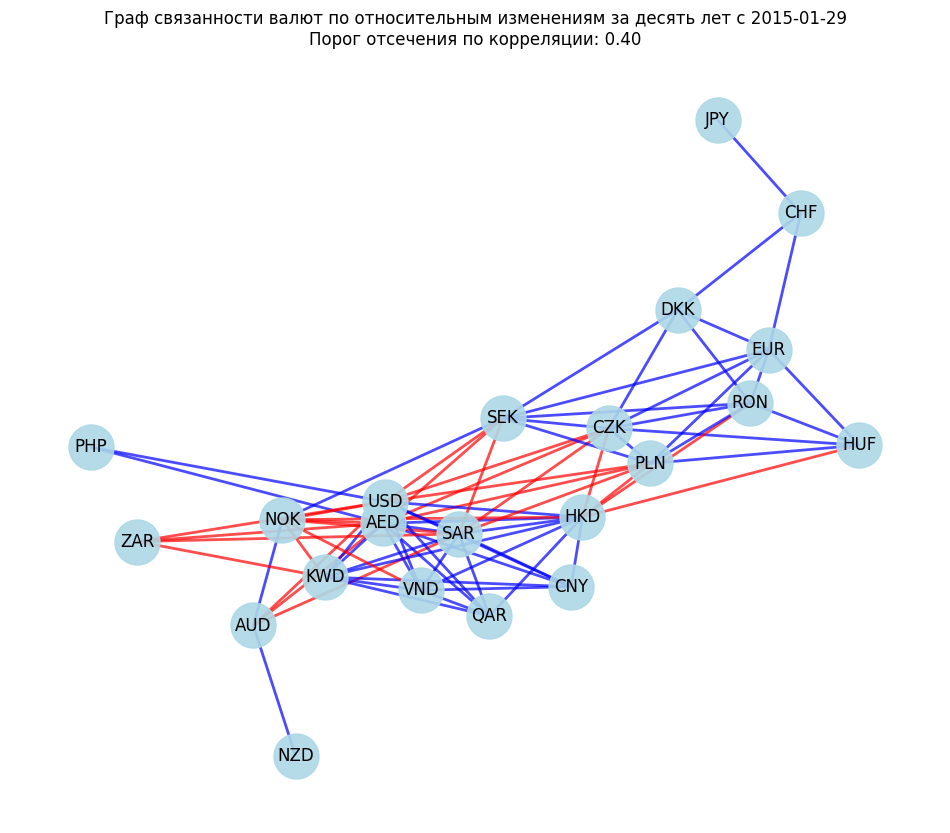 Граф связанности валют по относительным изменениям за десять лет с 2015-01-29
Порог отсечения по корреляции: 0.40
JPY
CHF
DKK
EUR
RON
SEK
CZK
HUF
PHP
PLN
USD
HKD
NOK
AED
SAR
ZAR
KWD
CNY
VND
QAR
AUD
NZD